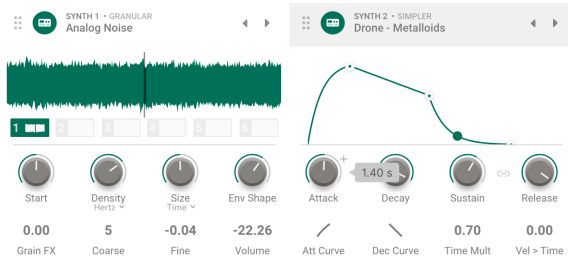 SYNTH 1 • GRANULAR
Analog Noise
1 2 3 4 5 6
Start Density Size Env Shape
Hertz Time
0.00 5 -0.04 -22.26
Grain FX Coarse Fine Volume
SYNTH 2 • SIMPLER
Drone - Metalloids
1.40 s
Attack Decay Sustain Release
0.70 0.00
Att Curve Dec Curve Time Mult Vel > Time